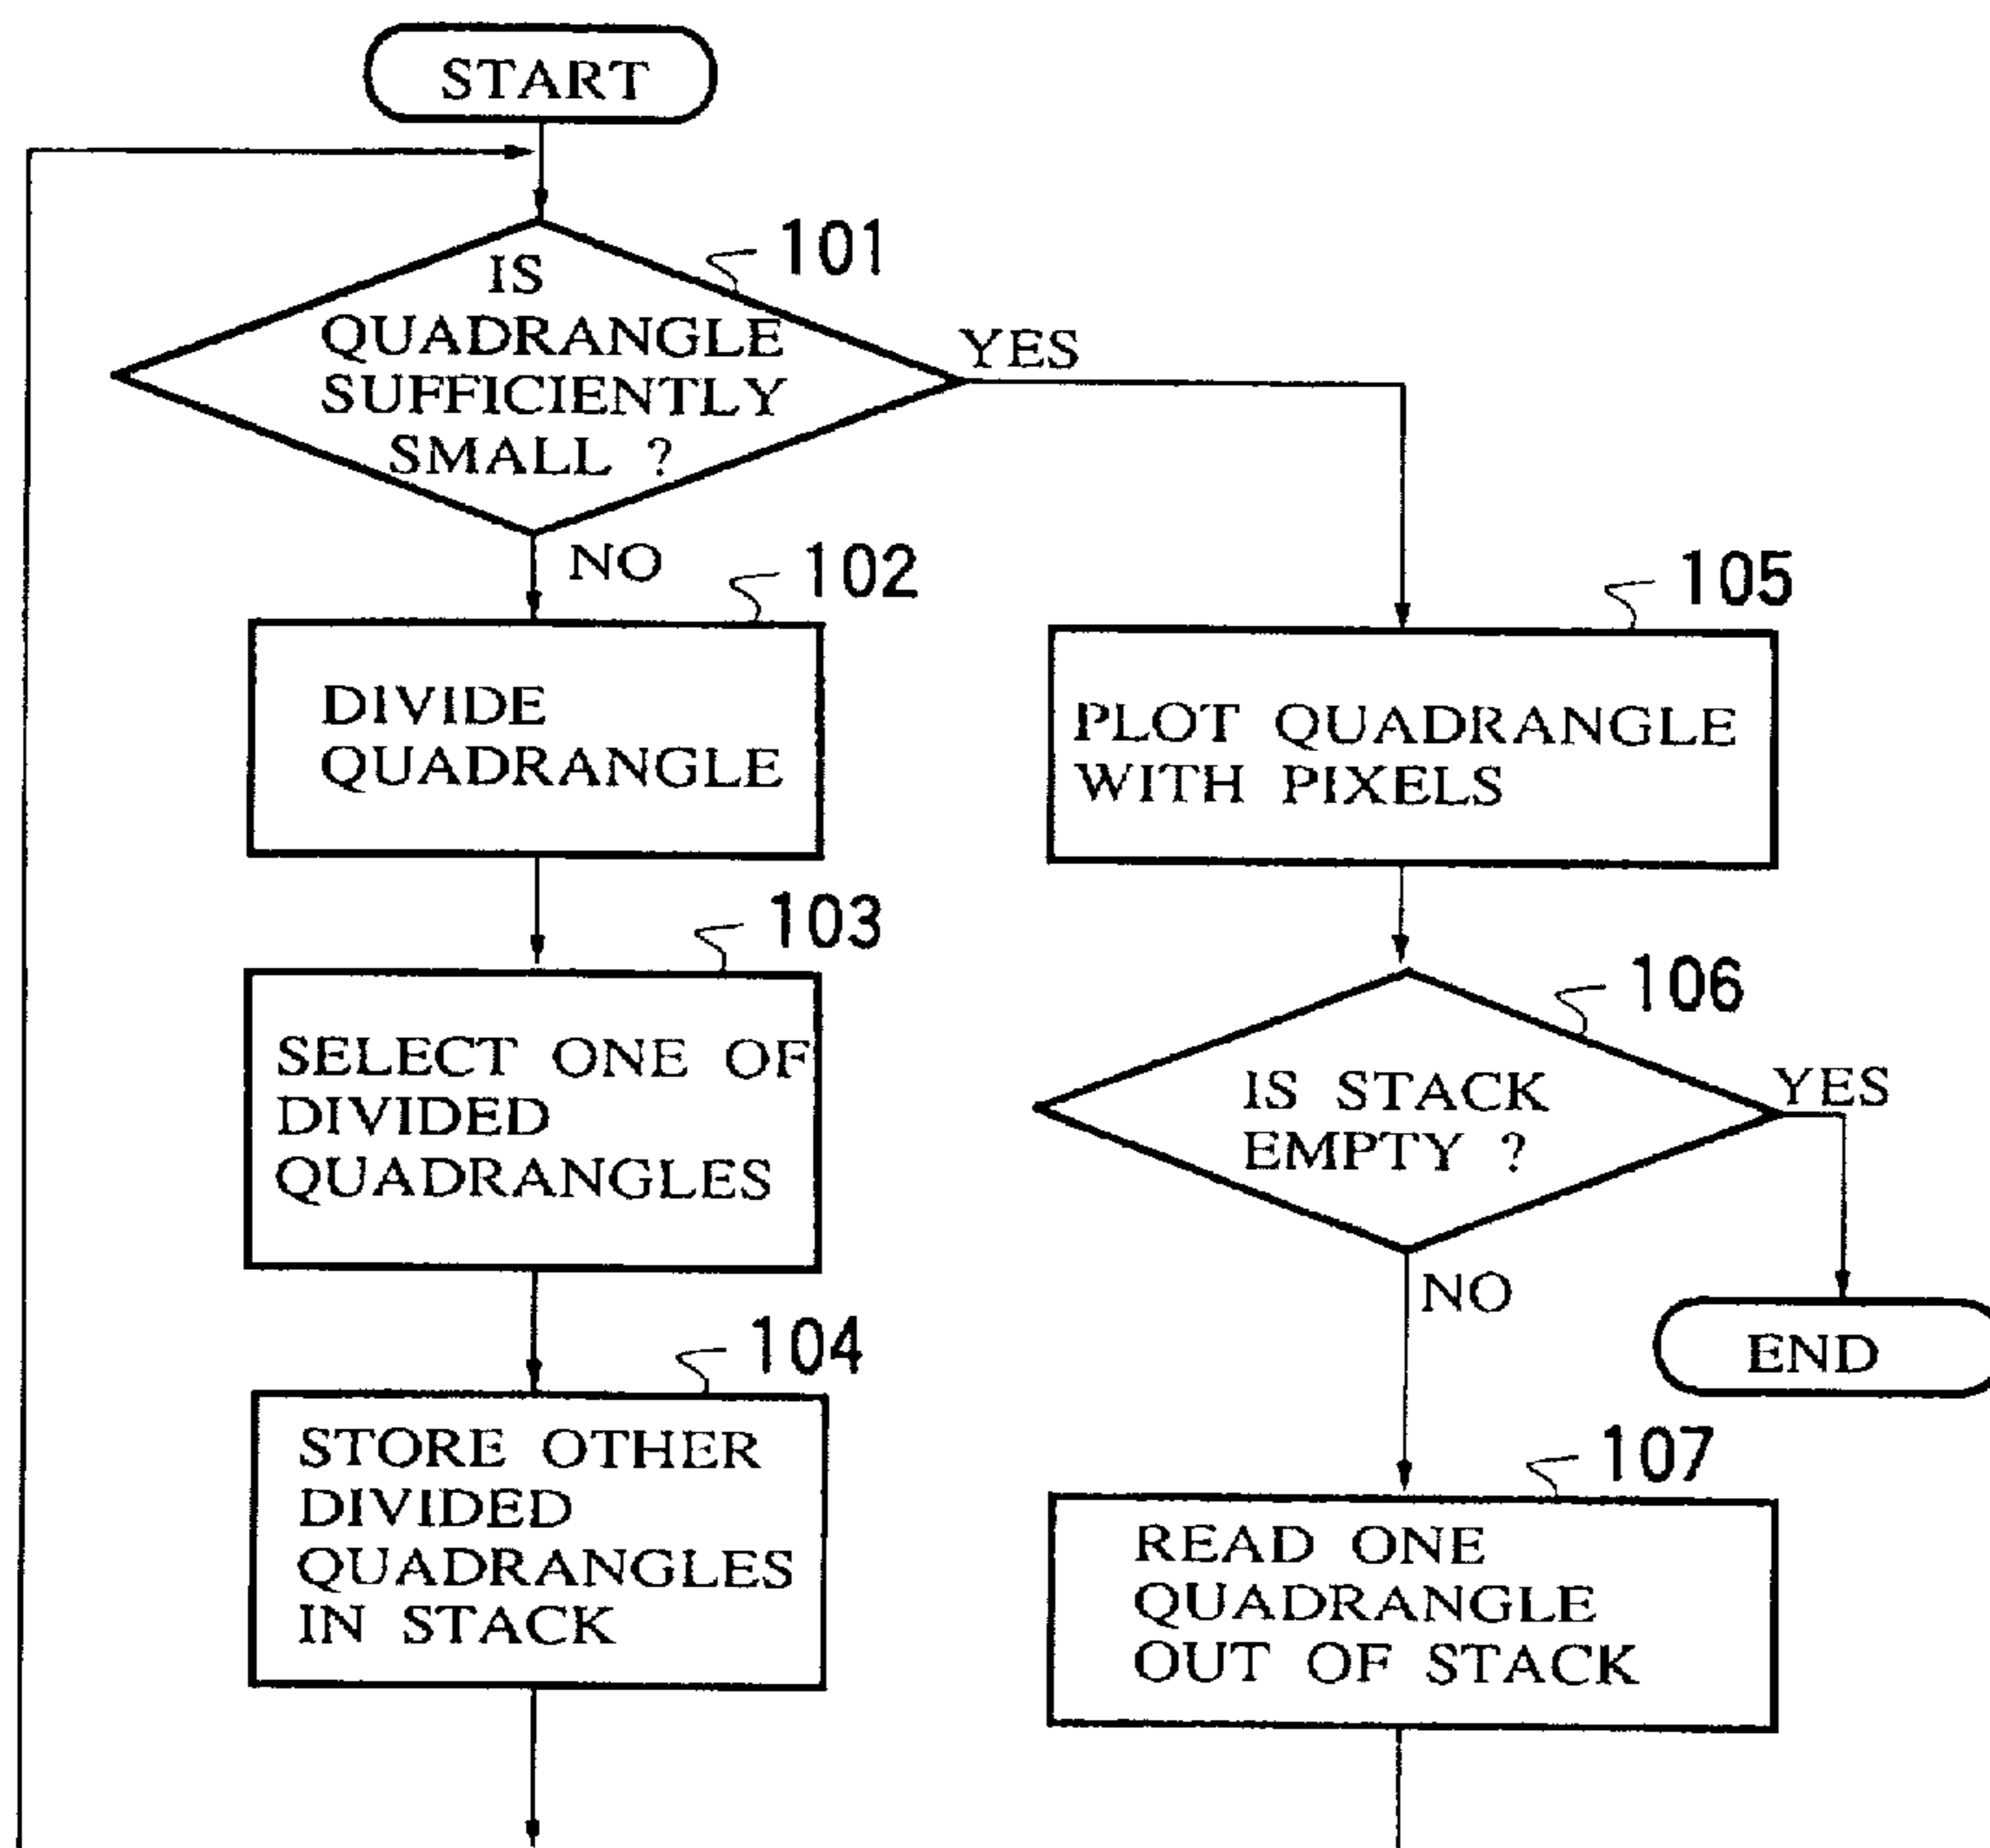 START
101
IS
QUADRANGLE
SUFFICIENTLY
SMALL ?
YES
NO
102
DIVIDE
QUADRANGLE
103
SELECT ONE OF
DIVIDED
QUADRANGLES
104
STORE OTHER
DIVIDED
QUADRANGLES
IN STACK
105
PLOT QUADRANGLE
WITH PIXELS
106
IS STACK
EMPTY ?
YES
NO
END
107
READ ONE
QUADRANGLE
OUT OF STACK